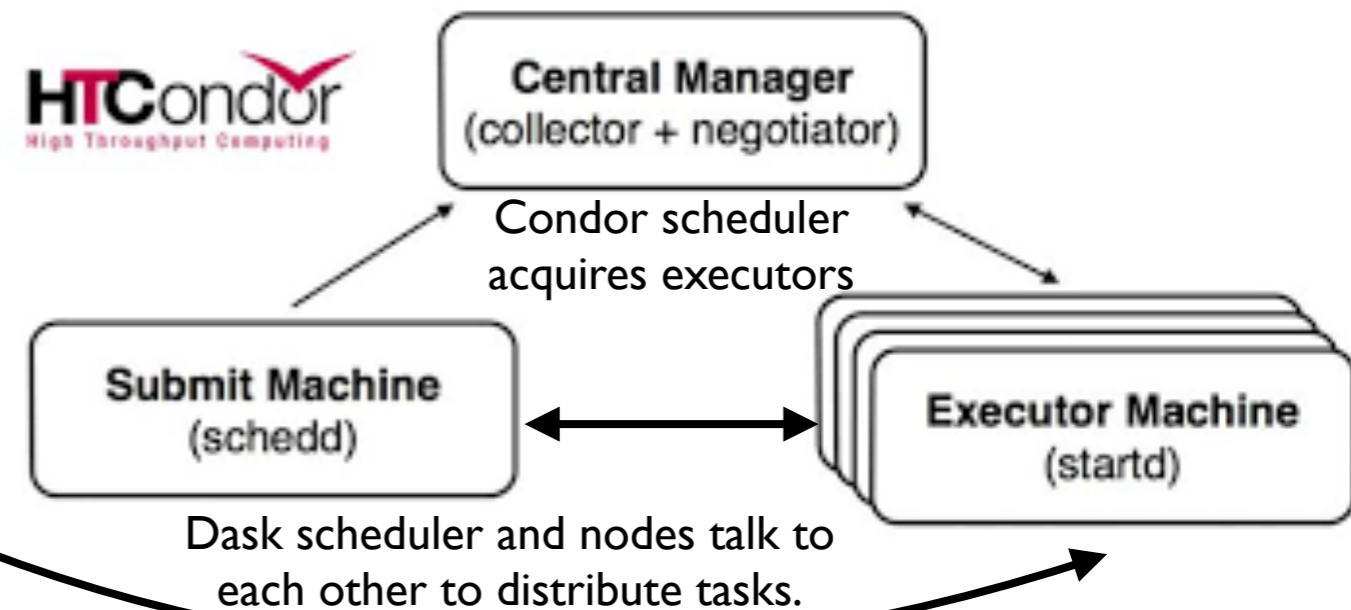 HTCondor
High Throughput Computing
Central Manager
(collector + negotiator)
Condor scheduler
acquires executors
Submit Machine
(schedd)
Executor Machine
(startd)
Dask scheduler and nodes talk to
each other to distribute tasks.